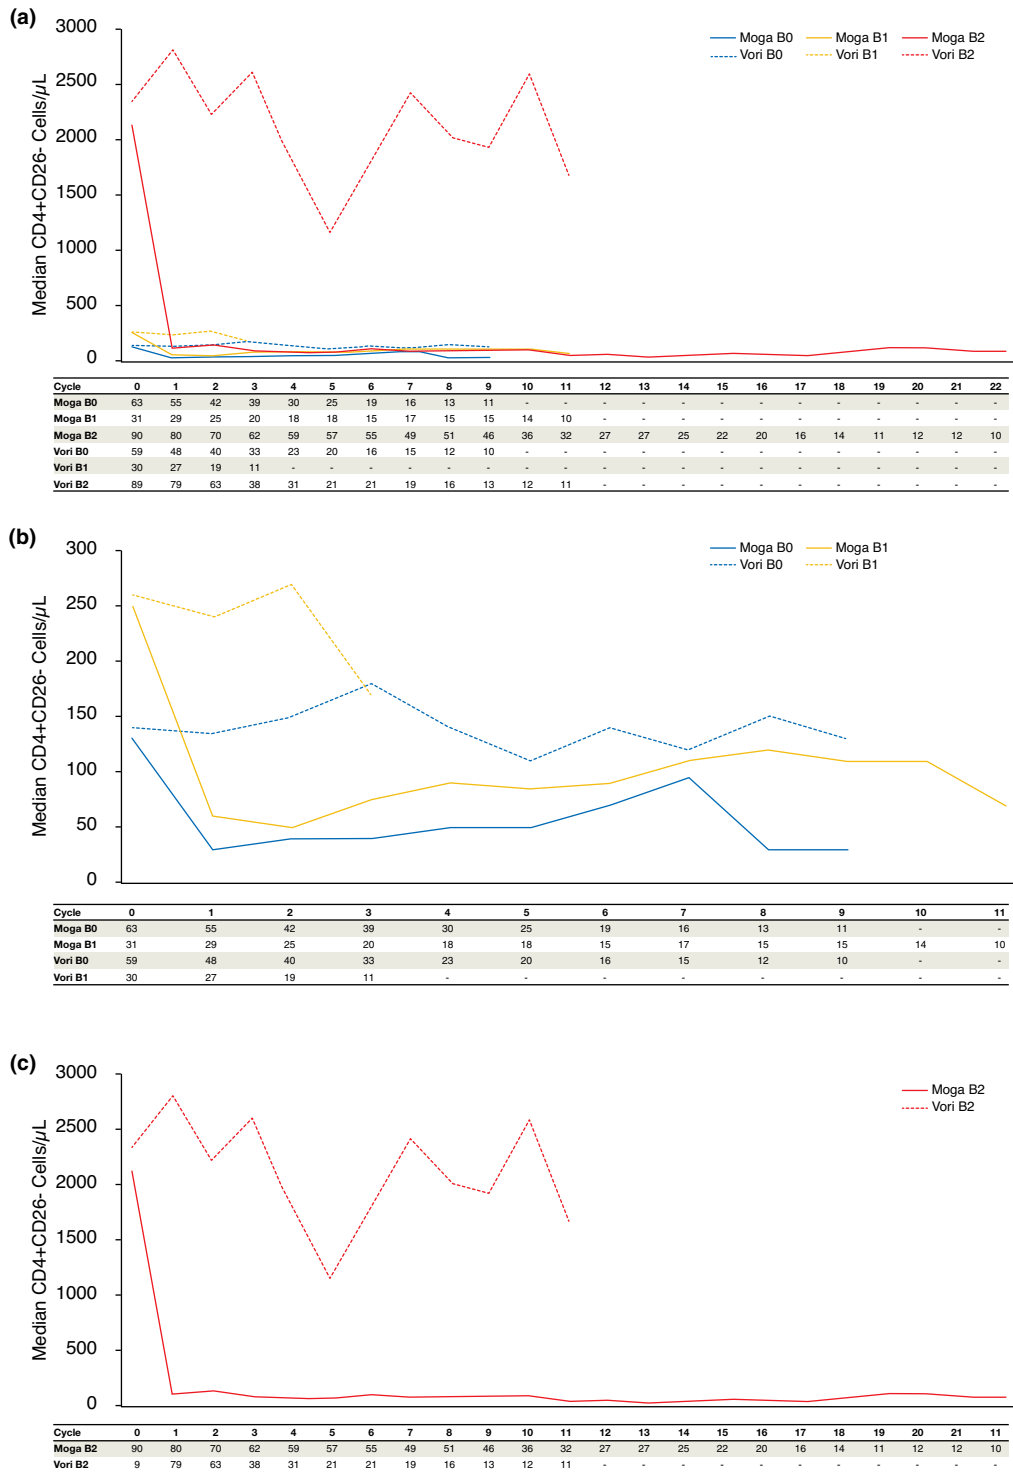 (a)
3000
2500
2000
1500
1000
500
0
Median CD4+CD26- Cells/µL
Moga B0 Moga B1 Moga B2
Vori B0 Vori B1 Vori B2
Cycle 0 1 2 3 4 5 6 7 8 9 10 11 12 13 14 15 16 17 18 19 20 21 22
Moga B0 63 55 42 39 30 25 19 16 13 11 - - - - - - - - - - - - -
Moga B1 31 29 25 20 18 18 15 17 15 15 14 10 - - - - - - - - - - -
Moga B2 90 80 70 62 59 57 55 49 51 46 36 32 27 27 25 22 20 16 14 11 12 12 10
Vori B0 59 48 40 33 23 20 16 15 12 10 - - - - - - - - - - - - -
Vori B1 30 27 19 11 - - - - - - - - - - - - - - - - - - -
Vori B2 89 79 63 38 31 21 21 19 16 13 12 11 - - - - - - - - - - -
(b)
300
250
200
150
100
50
0
Median CD4+CD26- Cells/µL
Moga B0 Moga B1
Vori B0 Vori B1
Cycle 0 1 2 3 4 5 6 7 8 9 10 11
Moga B0 63 55 42 39 30 25 19 16 13 11 - -
Moga B1 31 29 25 20 18 18 15 17 15 15 14 10
Vori B0 59 48 40 33 23 20 16 15 12 10 - -
Vori B1 30 27 19 11 - - - - - - - -
(c)
3000
2500
2000
1500
1000
500
0
Median CD4+CD26- Cells/µL
Moga B2
Vori B2
Cycle 0 1 2 3 4 5 6 7 8 9 10 11 12 13 14 15 16 17 18 19 20 21 11
Moga B2 90 80 70 62 59 57 55 49 51 46 36 32 27 27 25 22 20 16 14 11 12 12 10
Vori B2 9 79 63 38 31 21 21 19 16 13 12 11 - - - - - - - - - - -